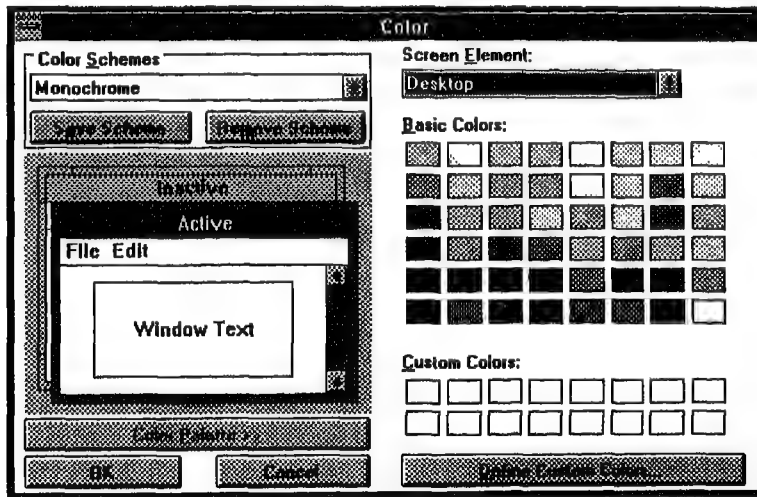 Color
Color Schemes
Monochrome
Save Scheme
Remove Scheme
Inactive
Active
File Edit
Window Text
Color Palette >>
OK
Cancel
Screen Element:
Desktop
Basic Colors:
Custom Colors:
Define Custom Colors...